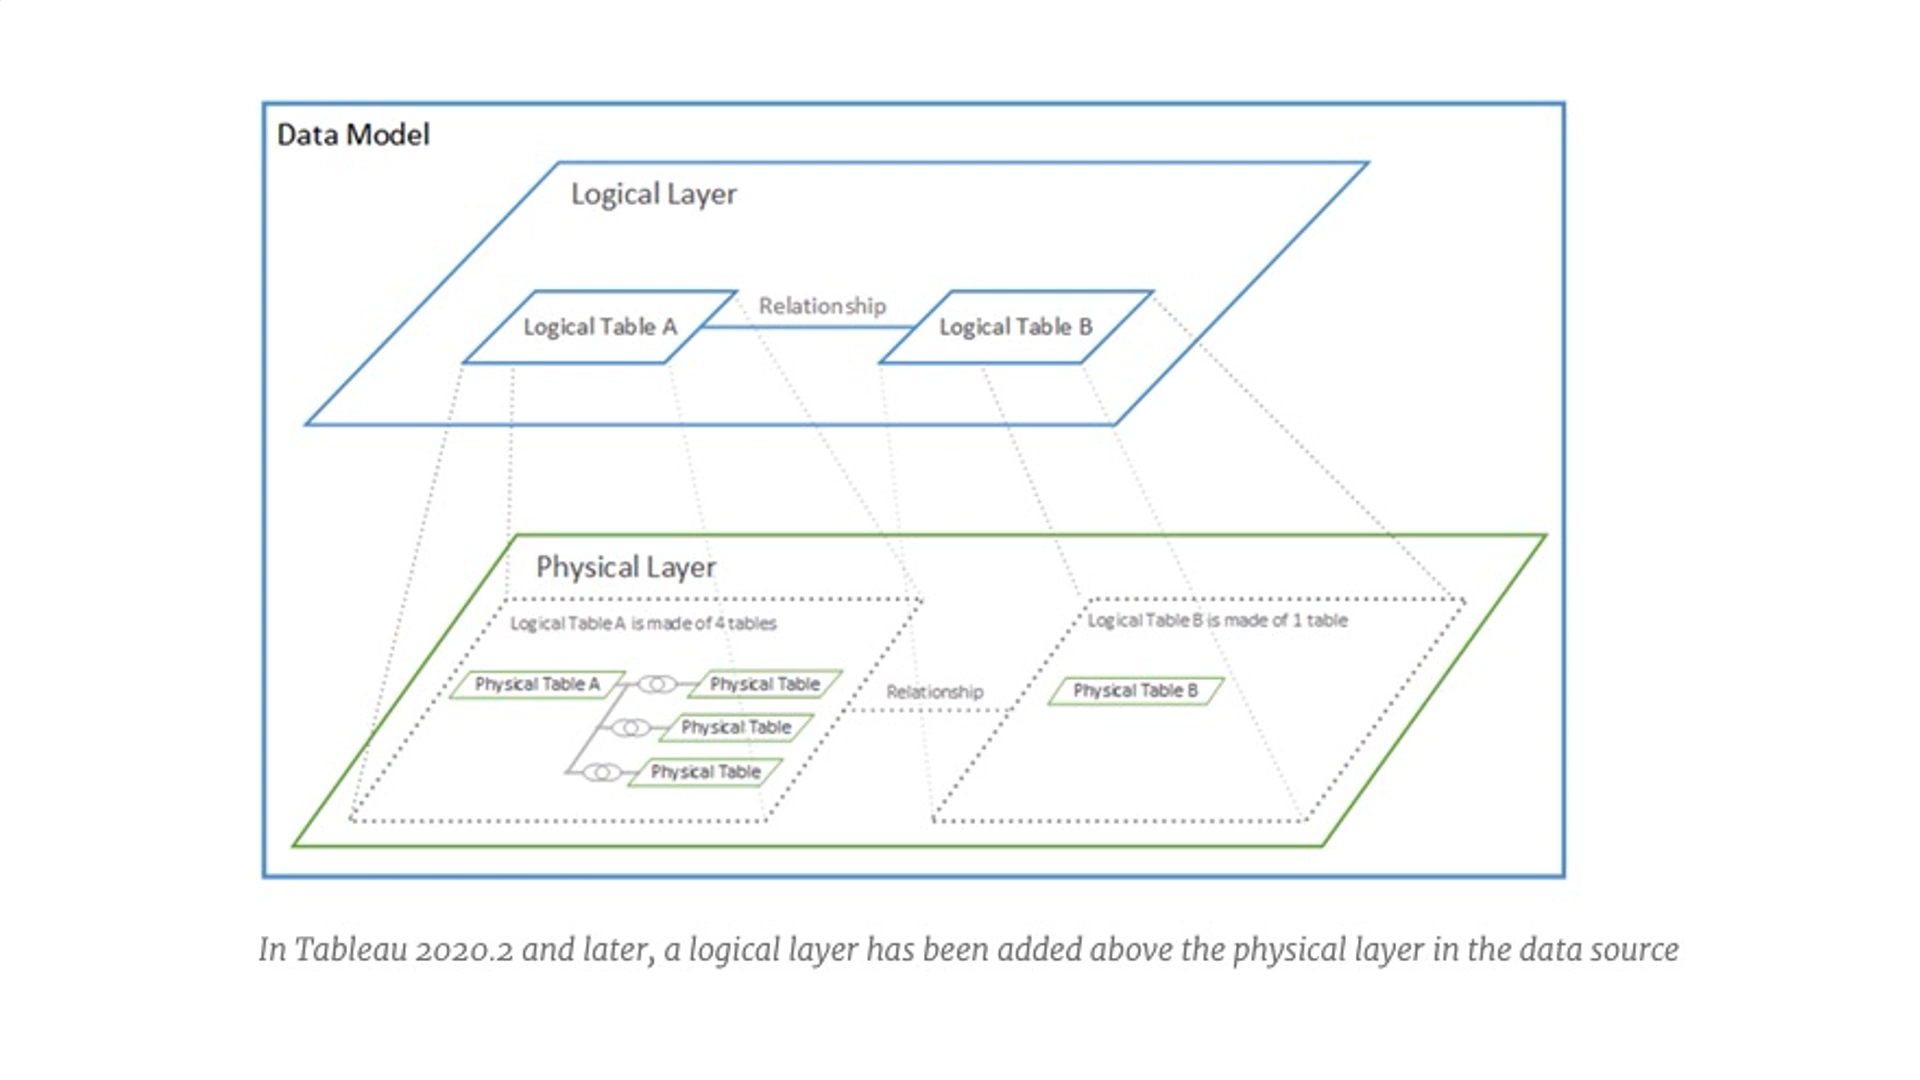 Data Model
Logical Layer
Relationship
Logical Table A
Logical Table B
Physical Layer
Logical Table A is made of 4 tables
Logical Table B is made of 1 table
Physical Table A
Physical Table
Relationship
Physical Table B
Physical Table
Physical Table
In Tableau 2020.2 and later, a logical layer has been added above the physical layer in the data source